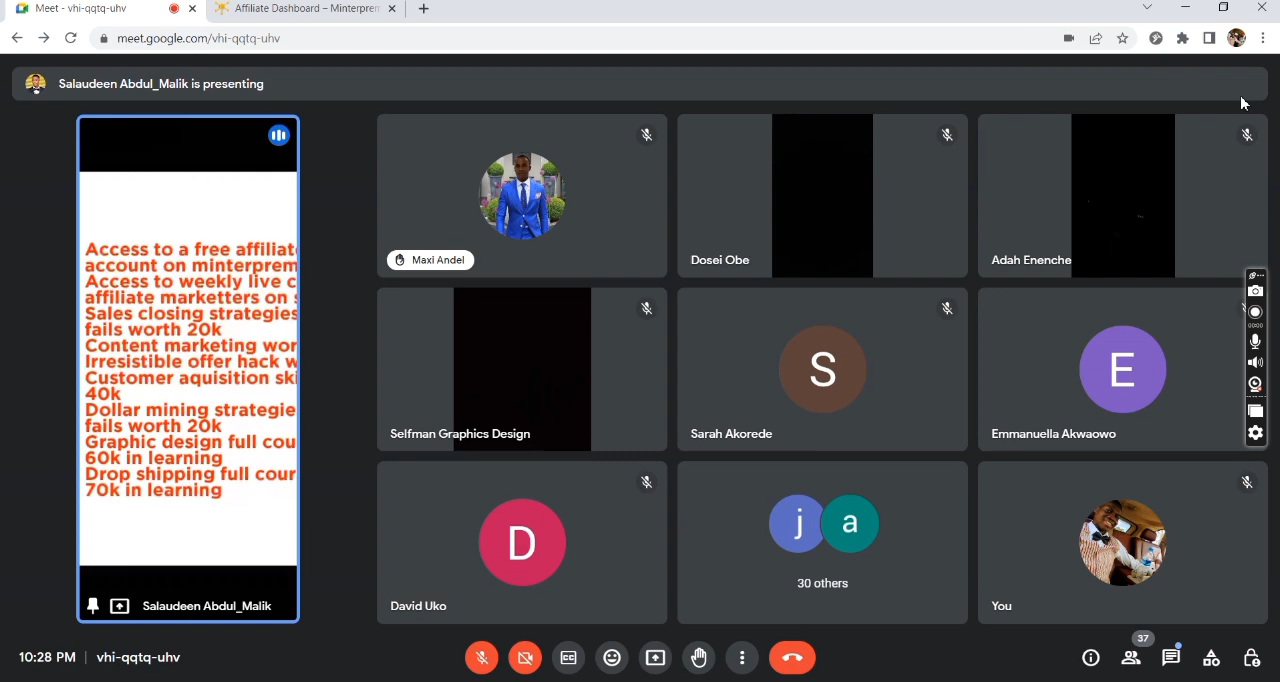 Meet - vhi-qqtq-uhv
Affiliate Dashboard – Minterprem
meet.google.com/vhi-qqtq-uhv
Salaudeen Abdul_Malik is presenting
Access to a free affiliat
account on minterprem
Access to weekly live c
affiliate marketters on s
Sales closing strategies
fails worth 20k
Content marketing wor
Irresistible offer hack w
Customer aquisition ski
40k
Dollar mining strategie
fails worth 20k
Graphic design full cou
60k in learning
Drop shipping full cour
70k in learning
Salaudeen Abdul_Malik
Maxi Andel
Dosei Obe
Adah Enenche
Selfman Graphics Design
S
Sarah Akorede
E
Emmanuella Akwaowo
D
David Uko
j
a
30 others
You
00:00
10:28 PM | vhi-qqtq-uhv
CC
37